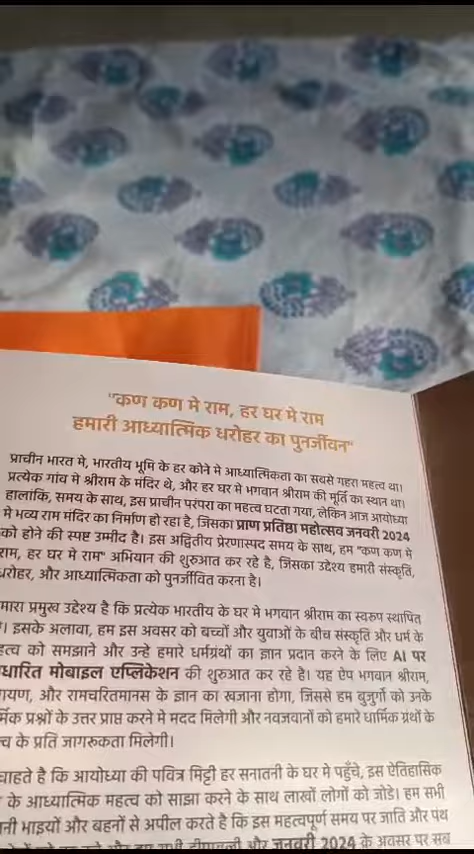 "कण कण मे राम, हर घर मे राम
हमारी आध्यात्मिक धरोहर का पुनर्जीवन"
प्राचीन भारत मे, भारतीय भूमि के हर कोने मे आध्यात्मिकता का सबसे गहरा महत्व था।
प्रत्येक गांव मे श्रीराम के मंदिर थे, और हर घर मे भगवान श्रीराम की मूर्ति का स्थान था।
हालांकि, समय के साथ, इस प्राचीन परंपरा का महत्व घटता गया, लेकिन आज आयोध्या
मे भव्य राम मंदिर का निर्माण हो रहा है, जिसका प्राण प्रतिष्ठा महोत्सव जनवरी 2024
को होने की स्पष्ट उम्मीद है। इस अद्वितीय प्रेरणास्पद समय के साथ, हम "कण कण मे
राम, हर घर मे राम" अभियान की शुरुआत कर रहे है, जिसका उद्देश्य हमारी संस्कृति,
धरोहर, और आध्यात्मिकता को पुनर्जीवित करना है।
मारा प्रमुख उद्देश्य है कि प्रत्येक भारतीय के घर मे भगवान श्रीराम का स्वरूप स्थापित
। इसके अलावा, हम इस अवसर को बच्चों और युवाओं के बीच संस्कृति और धर्म के
हत्व को समझाने और उन्हे हमारे धर्मग्रंथों का ज्ञान प्रदान करने के लिए AI पर
धारित मोबाइल एप्लिकेशन की शुरुआत कर रहे है। यह ऐप भगवान श्रीराम,
ायण, और रामचरितमानस के ज्ञान का खजाना होगा, जिससे हम बुजुर्गो को उनके
र्मिक प्रश्नों के उत्तर प्राप्त करने मे मदद मिलेगी और नवजवानों को हमारे धार्मिक ग्रंथों के
त्व के प्रति जागरूकता मिलेगी।
चाहते है कि आयोध्या की पवित्र मिट्टी हर सनातनी के घर मे पहुँचे, इस ऐतिहासिक
के आध्यात्मिक महत्व को साझा करने के साथ लाखों लोगों को जोडे। हम सभी
नी भाइयों और बहनों से अपील करते है कि इस महत्वपूर्ण समय पर जाति और पंथ
और जनवरी 2024 के अवसर पर सब